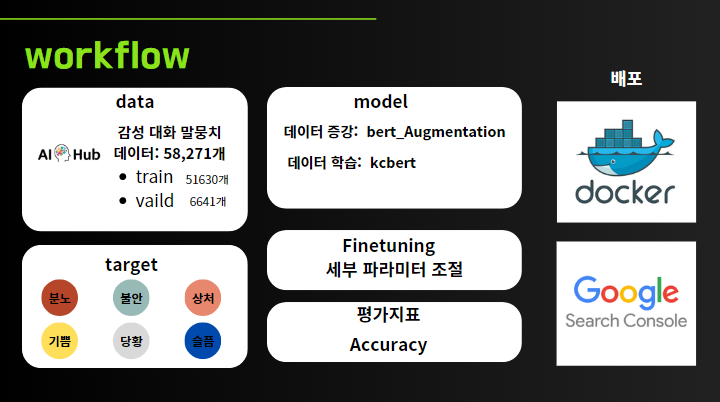 workflow
data
AI Hub
감성 대화 말뭉치
데이터: 58,271개
train 51630개
vaild 6641개
target
분노 불안 상처
기쁨 당황 슬픔
model
데이터 증강: bert_Augmentation
데이터 학습: kcbert
Finetuning
세부 파라미터 조절
평가지표
Accuracy
배포
docker
Google
Search Console